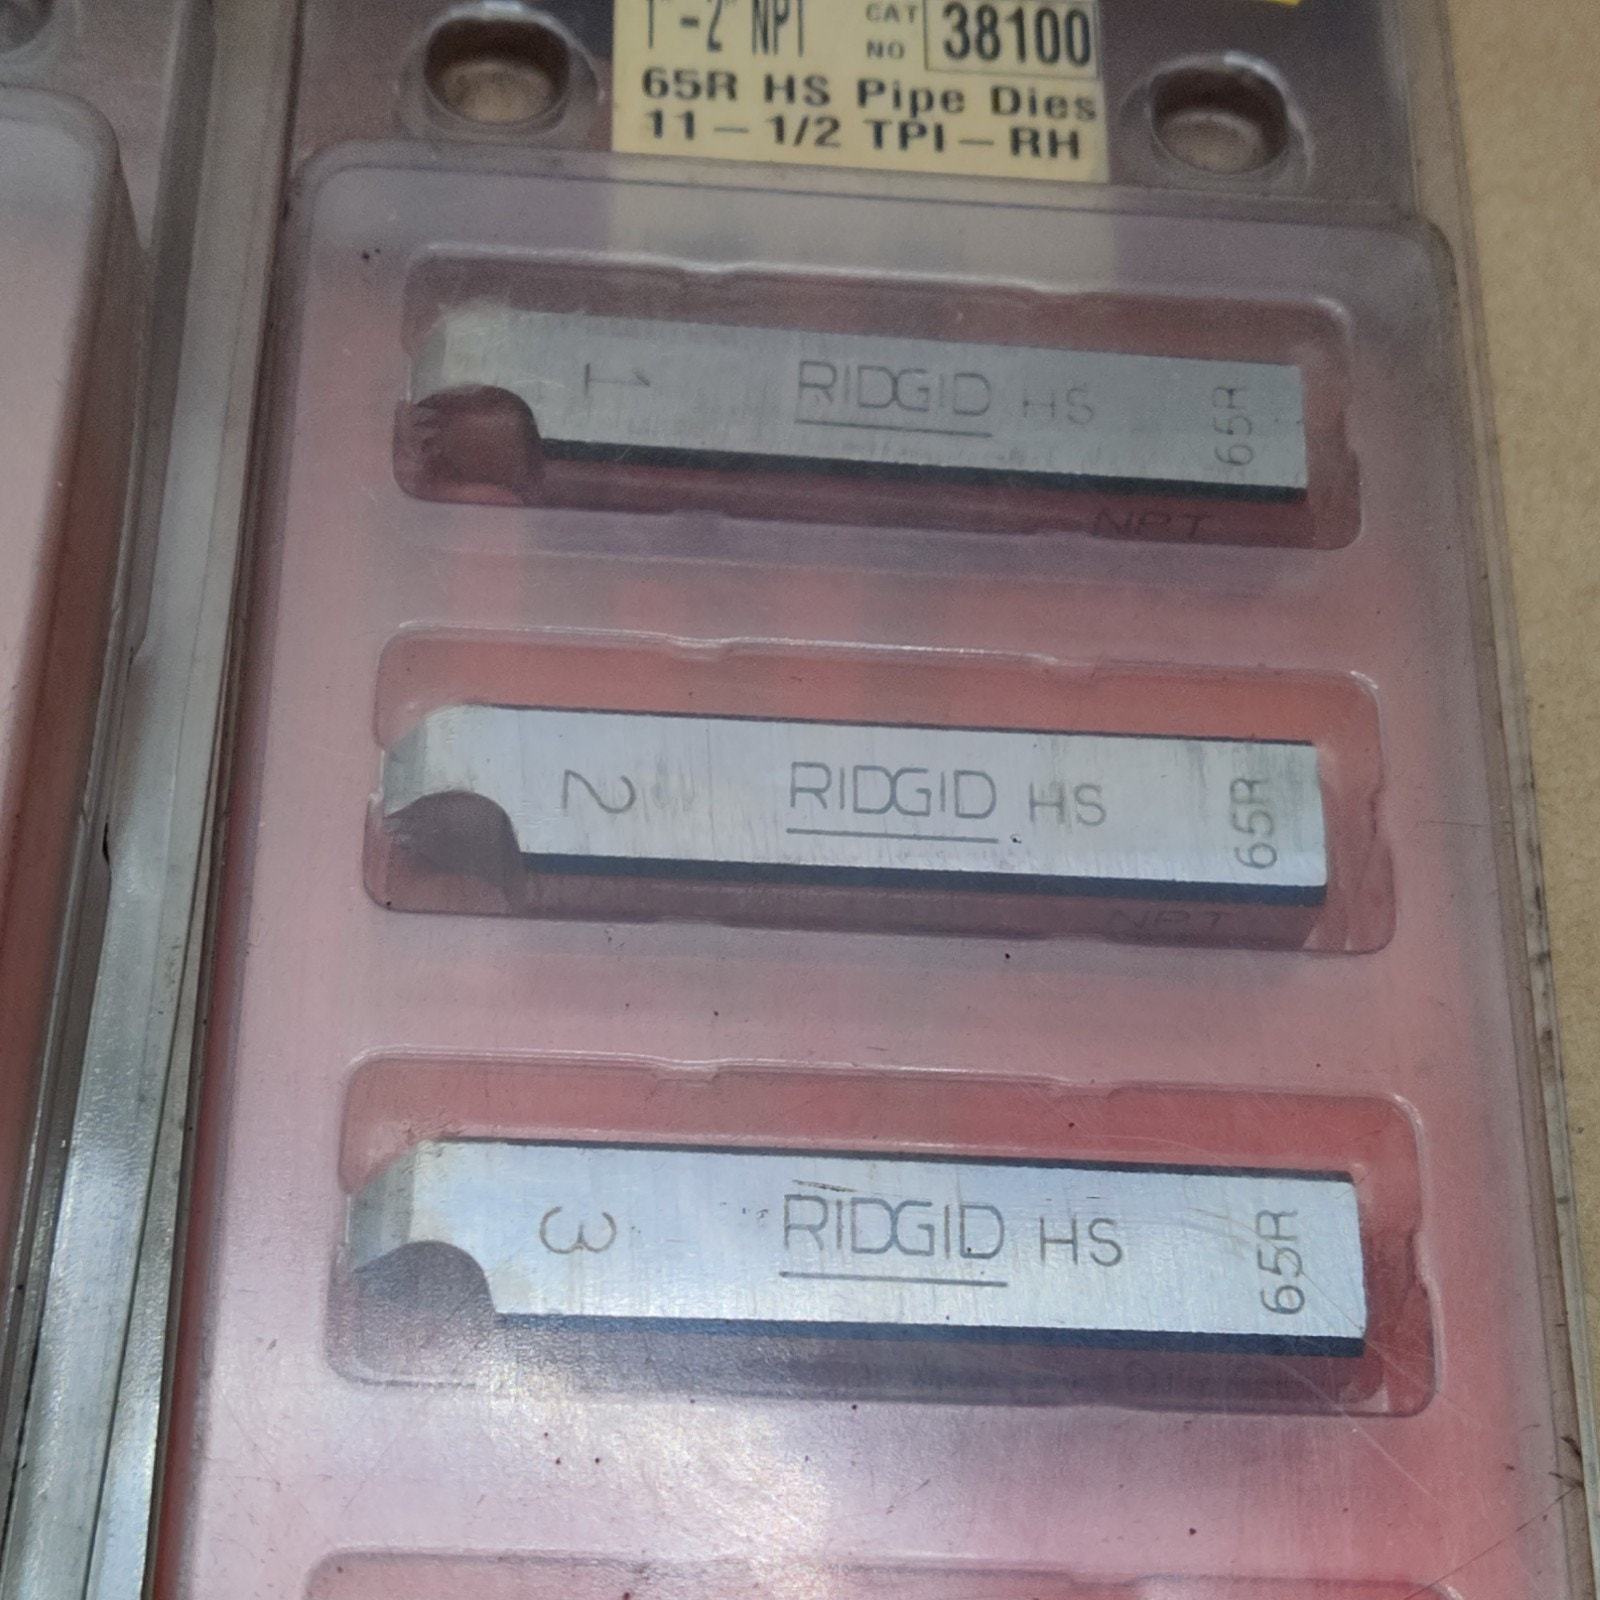 1"-2" NPT CAT NO 38100
65R HS Pipe Dies
11-1/2 TPI-RH
1 RIDGID HS 65R
NPT
2 RIDGID HS 65R
NPT
3 RIDGID HS 65R